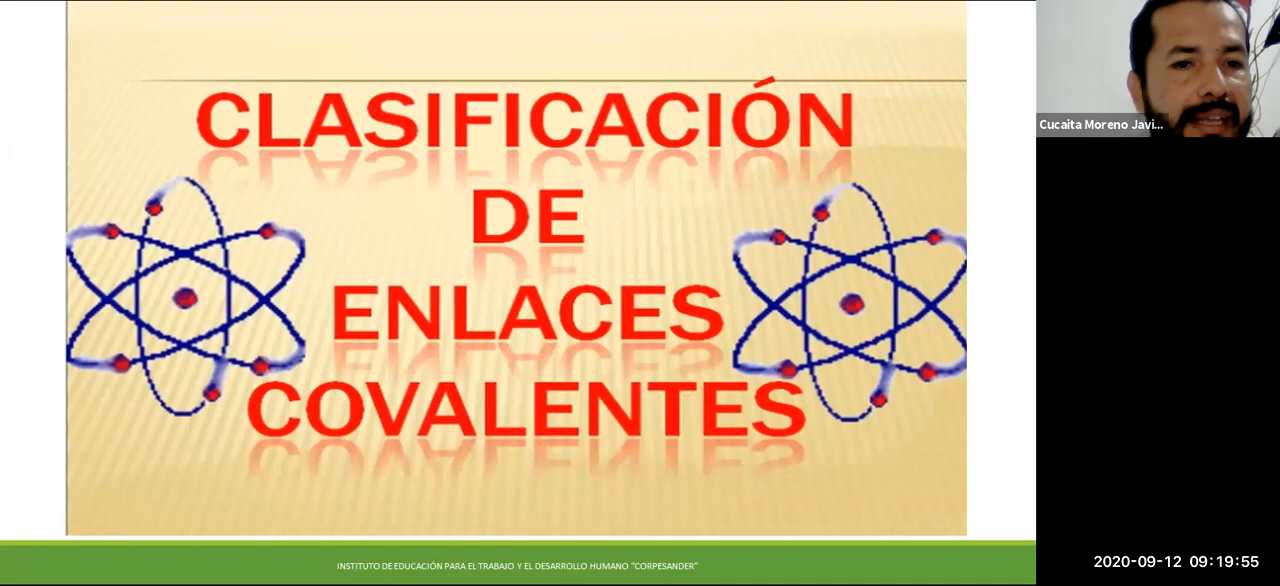 CLASIFICACIÓN
DE
ENLACES
COVALENTES
INSTITUTO DE EDUCACIÓN PARA EL TRABAJO Y EL DESARROLLO HUMANO "CORPESANDER"
Cucaita Moreno Javi...
2020-09-12 09:19:55